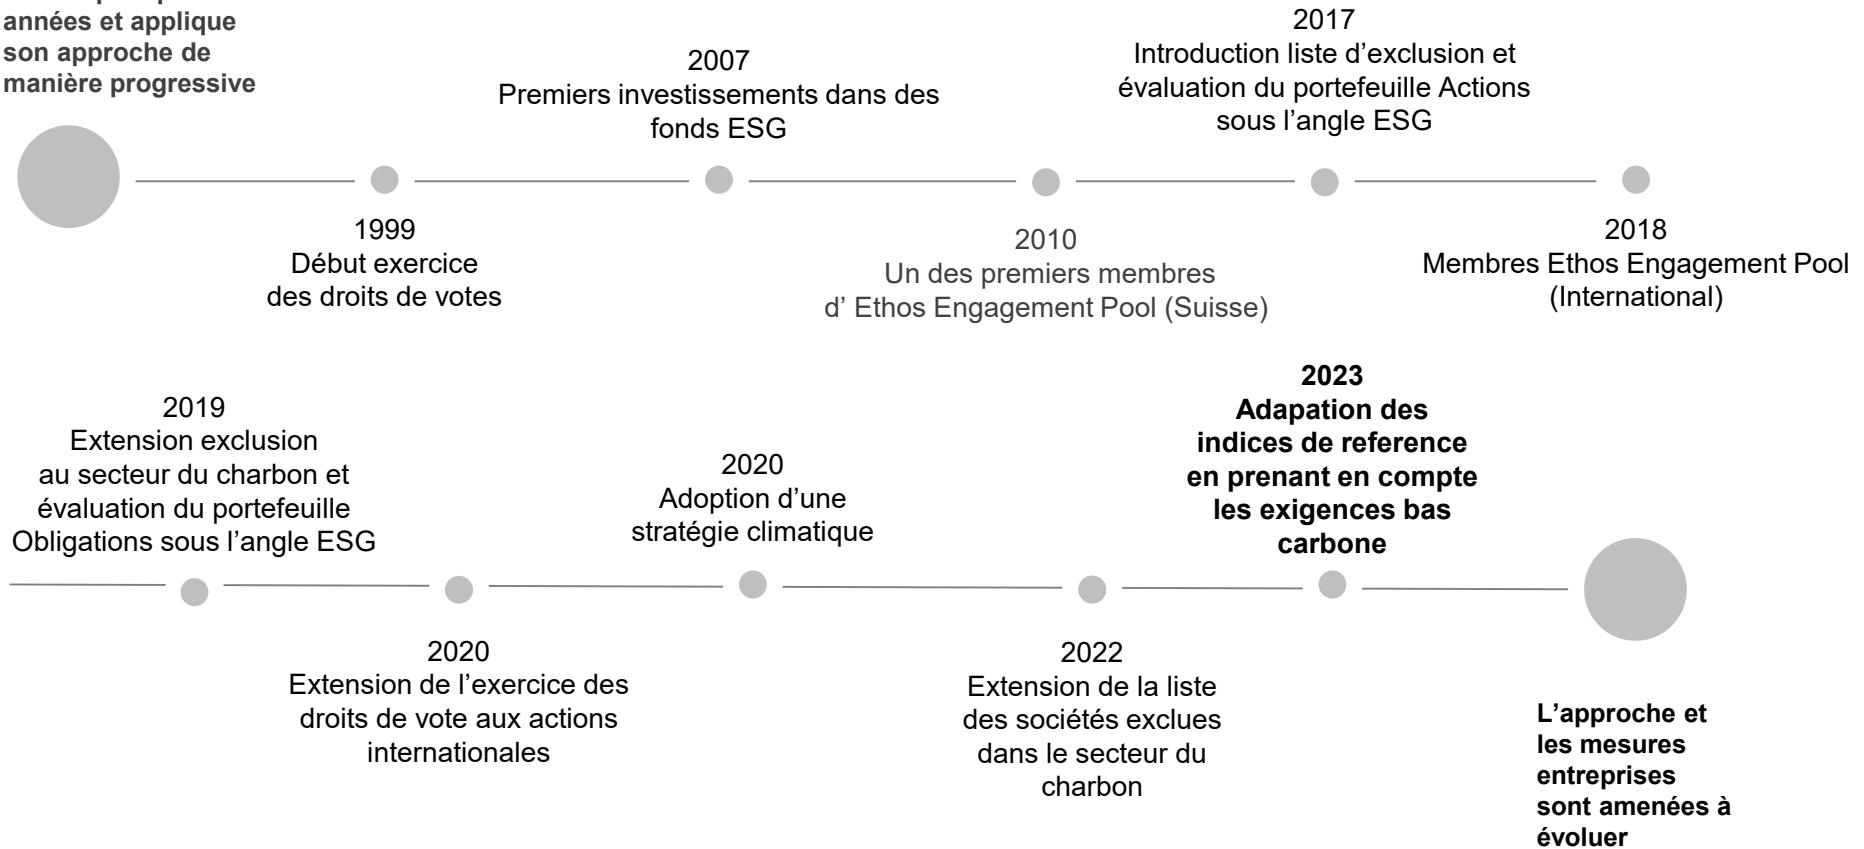 années et applique
son approche de
manière progressive
2007
Premiers investissements dans des
fonds ESG
2017
Introduction liste d’exclusion et
évaluation du portefeuille Actions
sous l’angle ESG
1999
Début exercice
des droits de votes
2010
Un des premiers membres
d’ Ethos Engagement Pool (Suisse)
2018
Membres Ethos Engagement Pool
(International)
2019
Extension exclusion
au secteur du charbon et
évaluation du portefeuille
Obligations sous l’angle ESG
2020
Adoption d’une
stratégie climatique
2023
Adapation des
indices de reference
en prenant en compte
les exigences bas
carbone
2020
Extension de l’exercice des
droits de vote aux actions
internationales
2022
Extension de la liste
des sociétés exclues
dans le secteur du
charbon
L’approche et
les mesures
entreprises
sont amenées à
évoluer